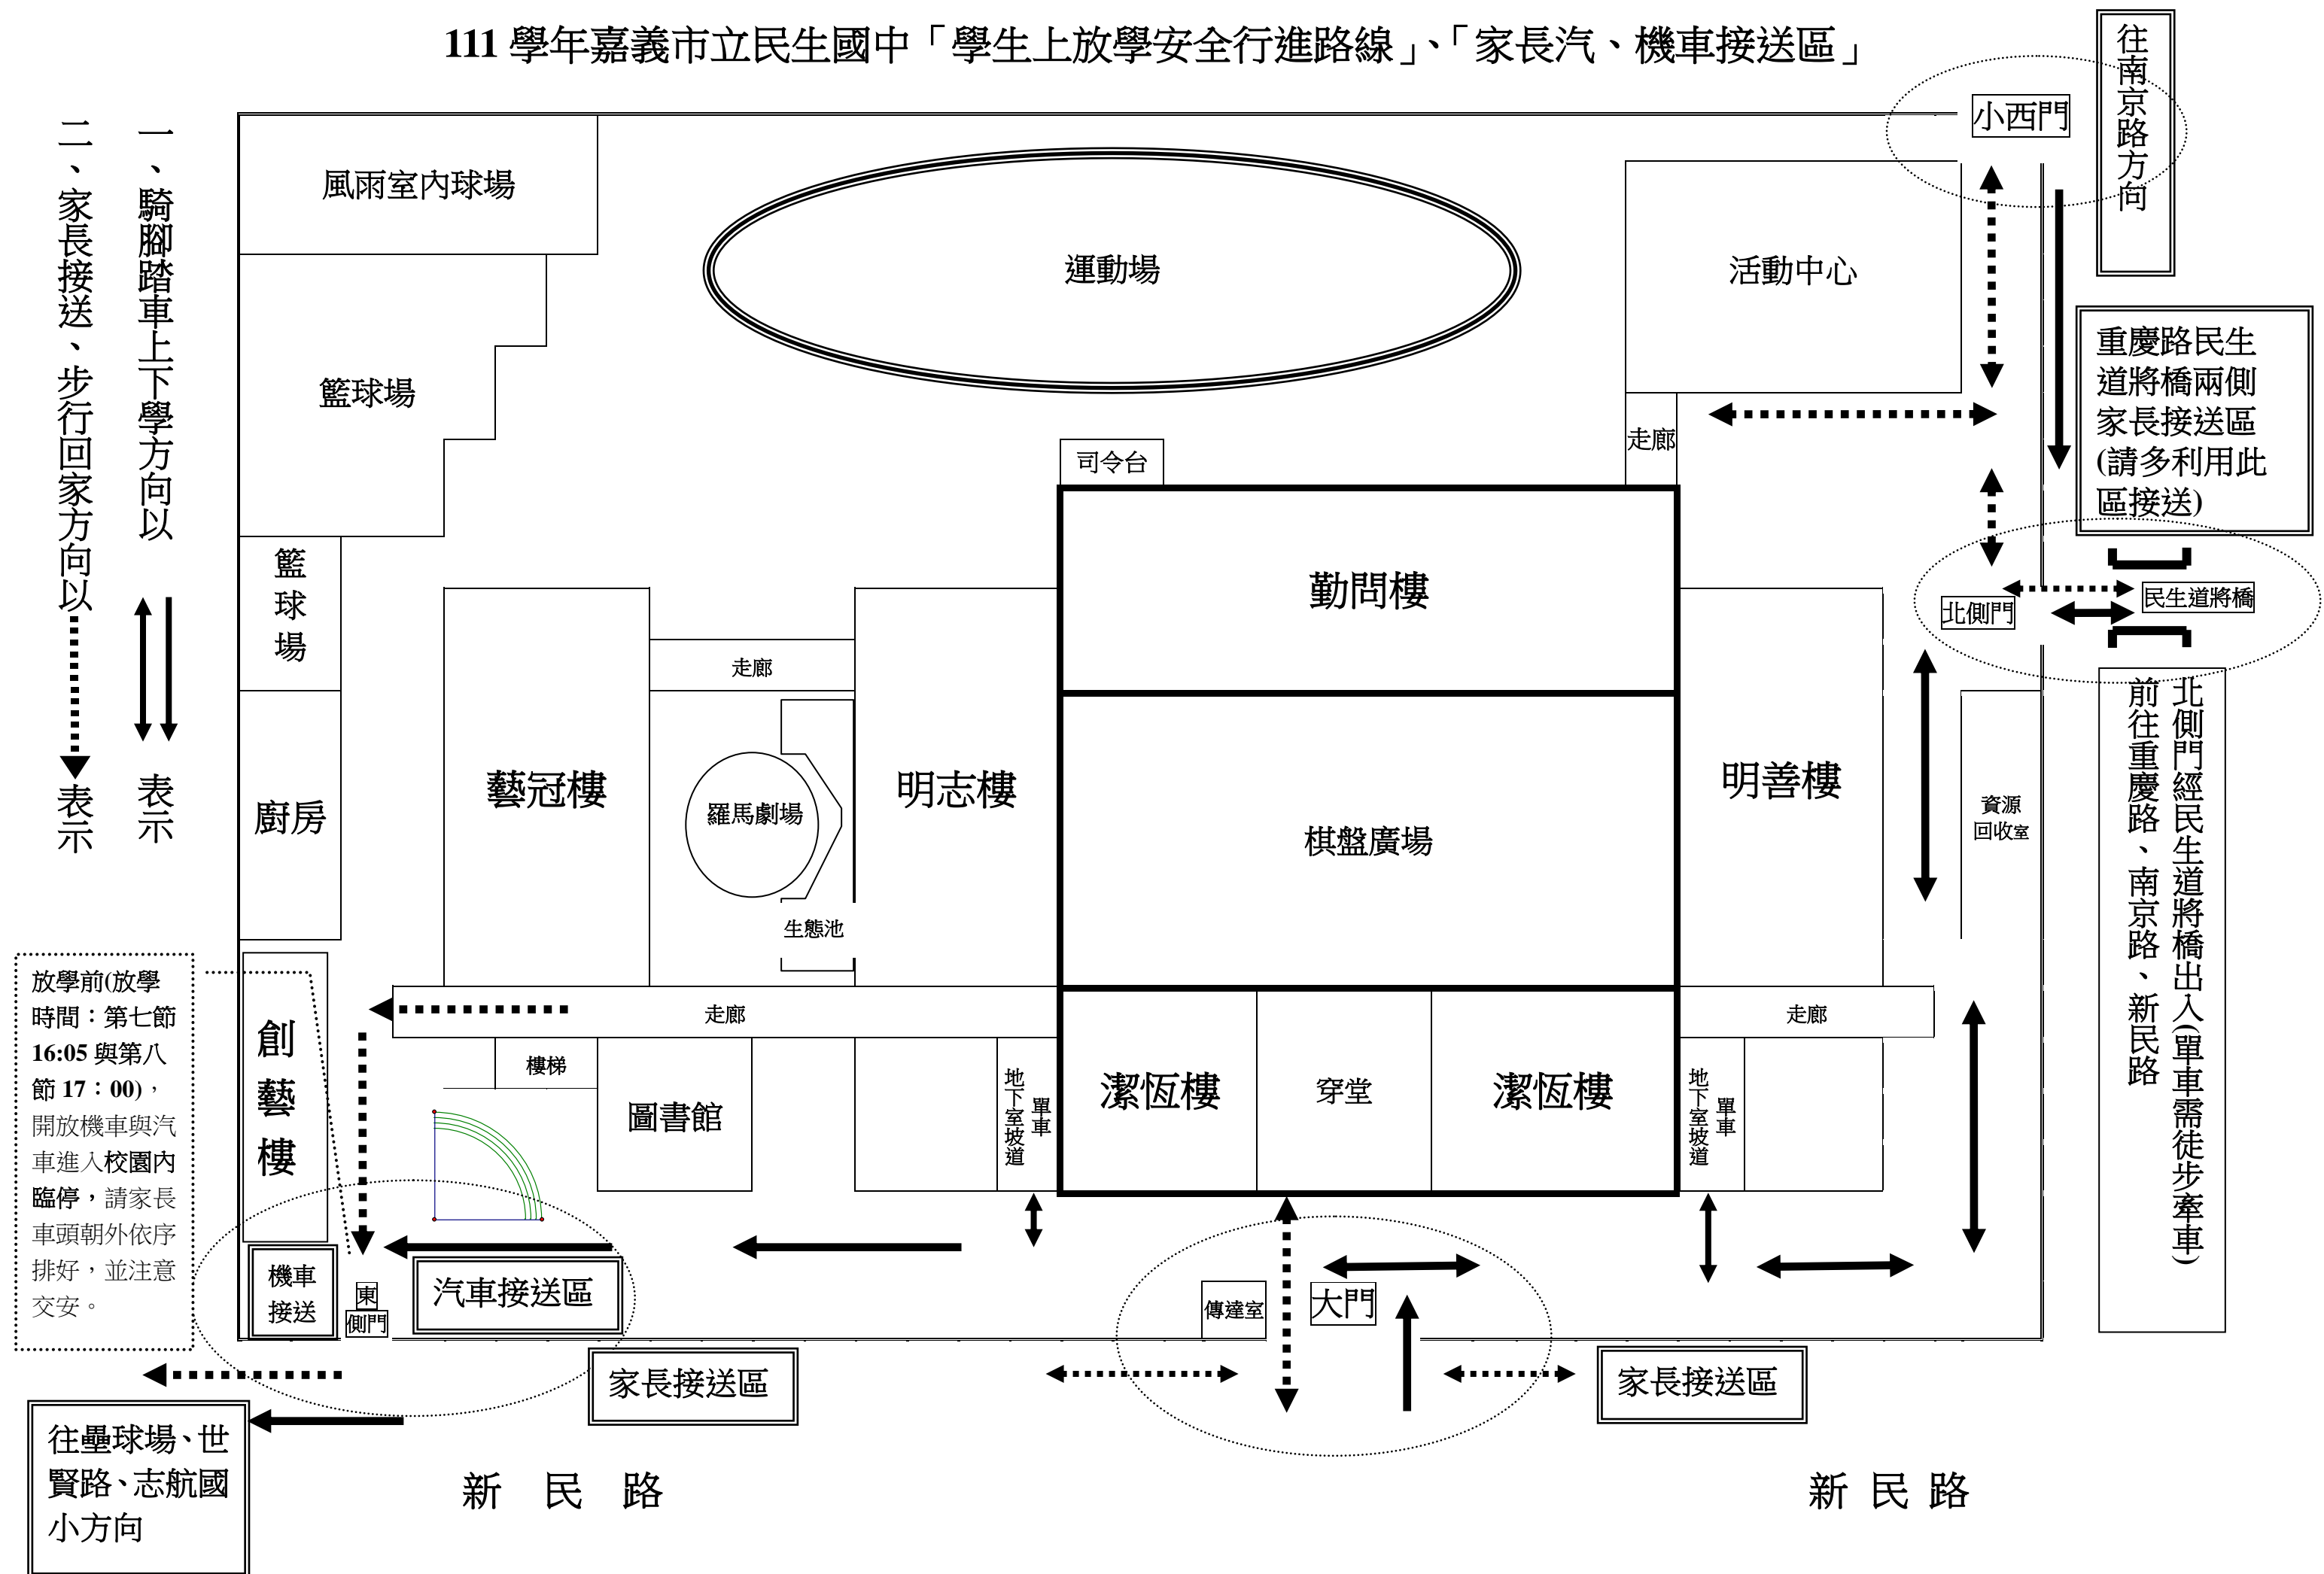 111 學年嘉義市立民生國中「學生上放學安全行進路線」、「家長汽、機車接送區」
一、騎腳踏車上下學方向以 表示
二、家長接送、步行回家方向以 表示
往南京路方向
小西門
風雨室內球場
運動場
活動中心
重慶路民生
道將橋兩側
家長接送區
(請多利用此
區接送)
籃球場
走廊
司令台
籃球場
勤問樓
北側門
民生道將橋
走廊
北側門經民生道將橋出入(單車需徒步牽車)
前往重慶路、南京路、新民路
廚房
藝冠樓
羅馬劇場
明志樓
棋盤廣場
明善樓
資源
回收室
生態池
放學前(放學
時間：第七節
16:05 與第八
節 17：00)，
開放機車與汽
車進入校園內
臨停，請家長
車頭朝外依序
排好，並注意
交安。
創藝樓
走廊
走廊
樓梯
圖書館
單車
地下室坡道
潔恆樓
穿堂
潔恆樓
單車
地下室坡道
機車
接送
東
側門
汽車接送區
傳達室
大門
家長接送區
家長接送區
往壘球場、世
賢路、志航國
小方向
新 民 路
新 民 路